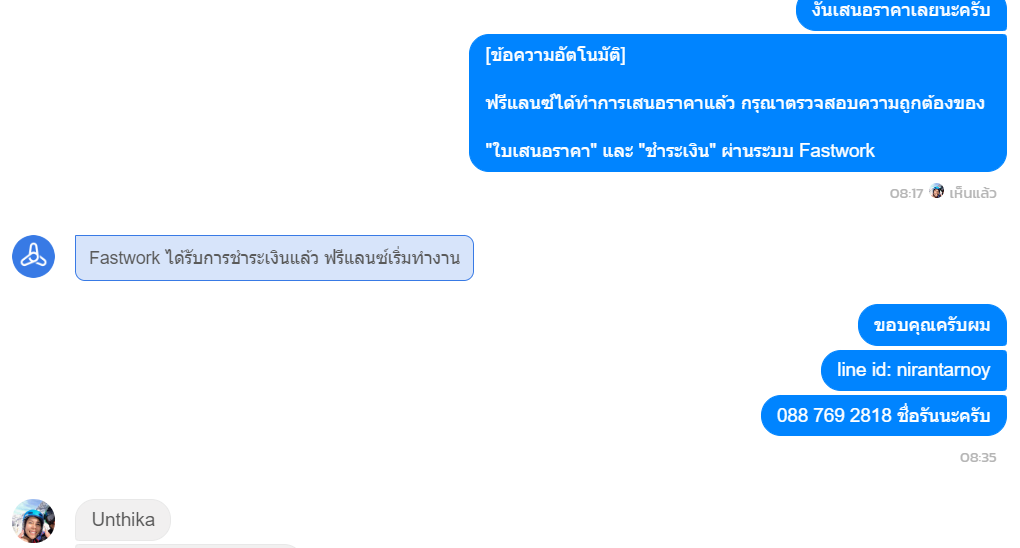 งั้นเสนอราคาเลยนะครับ
[ข้อความอัตโนมัติ]
ฟรีแลนซ์ได้ทำการเสนอราคาแล้ว กรุณาตรวจสอบความถูกต้องของ
"ใบเสนอราคา" และ "ชำระเงิน" ผ่านระบบ Fastwork
08:17 เห็นแล้ว
Fastwork ได้รับการชำระเงินแล้ว ฟรีแลนซ์เริ่มทำงาน
ขอบคุณครับผม
line id: nirantarnoy
088 769 2818 ชื่อรันนะครับ
08:35
Unthika